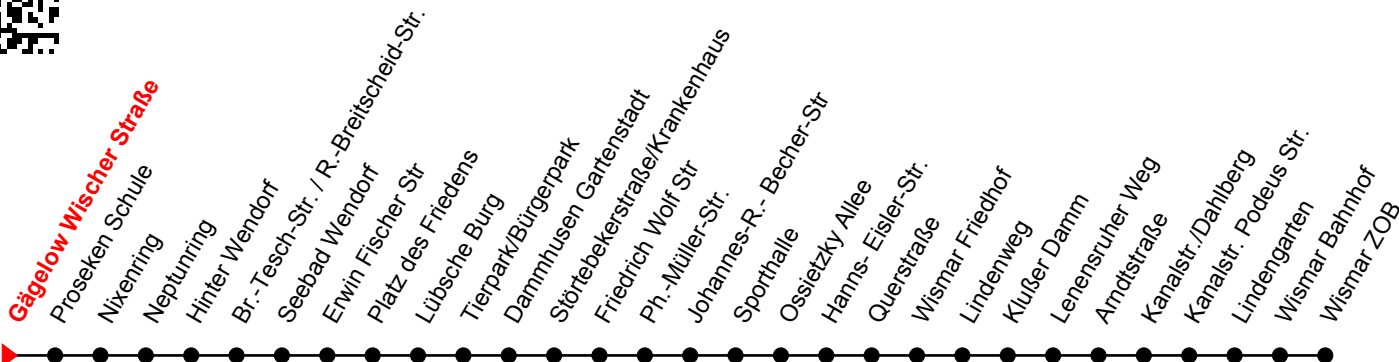 Gägelow Wischer Straße
Proseken Schule
Nixenring
Neptunring
Hinter Wendorf
Br.-Tesch-Str. / R.-Breitscheid-Str.
Seebad Wendorf
Erwin Fischer Str
Platz des Friedens
Lübsche Burg
Tierpark/Bürgerpark
Dammhusen Gartenstadt
Störtebekerstraße/Krankenhaus
Friedrich Wolf Str
Ph.-Müller-Str.
Johannes-R.- Becher-Str
Sporthalle
Ossietzky Allee
Hanns- Eisler-Str.
Querstraße
Wismar Friedhof
Lindenweg
Klußer Damm
Lenensruher Weg
Arndtstraße
Kanalstr./Dahlberg
Kanalstr. Podeus Str.
Lindengarten
Wismar Bahnhof
Wismar ZOB